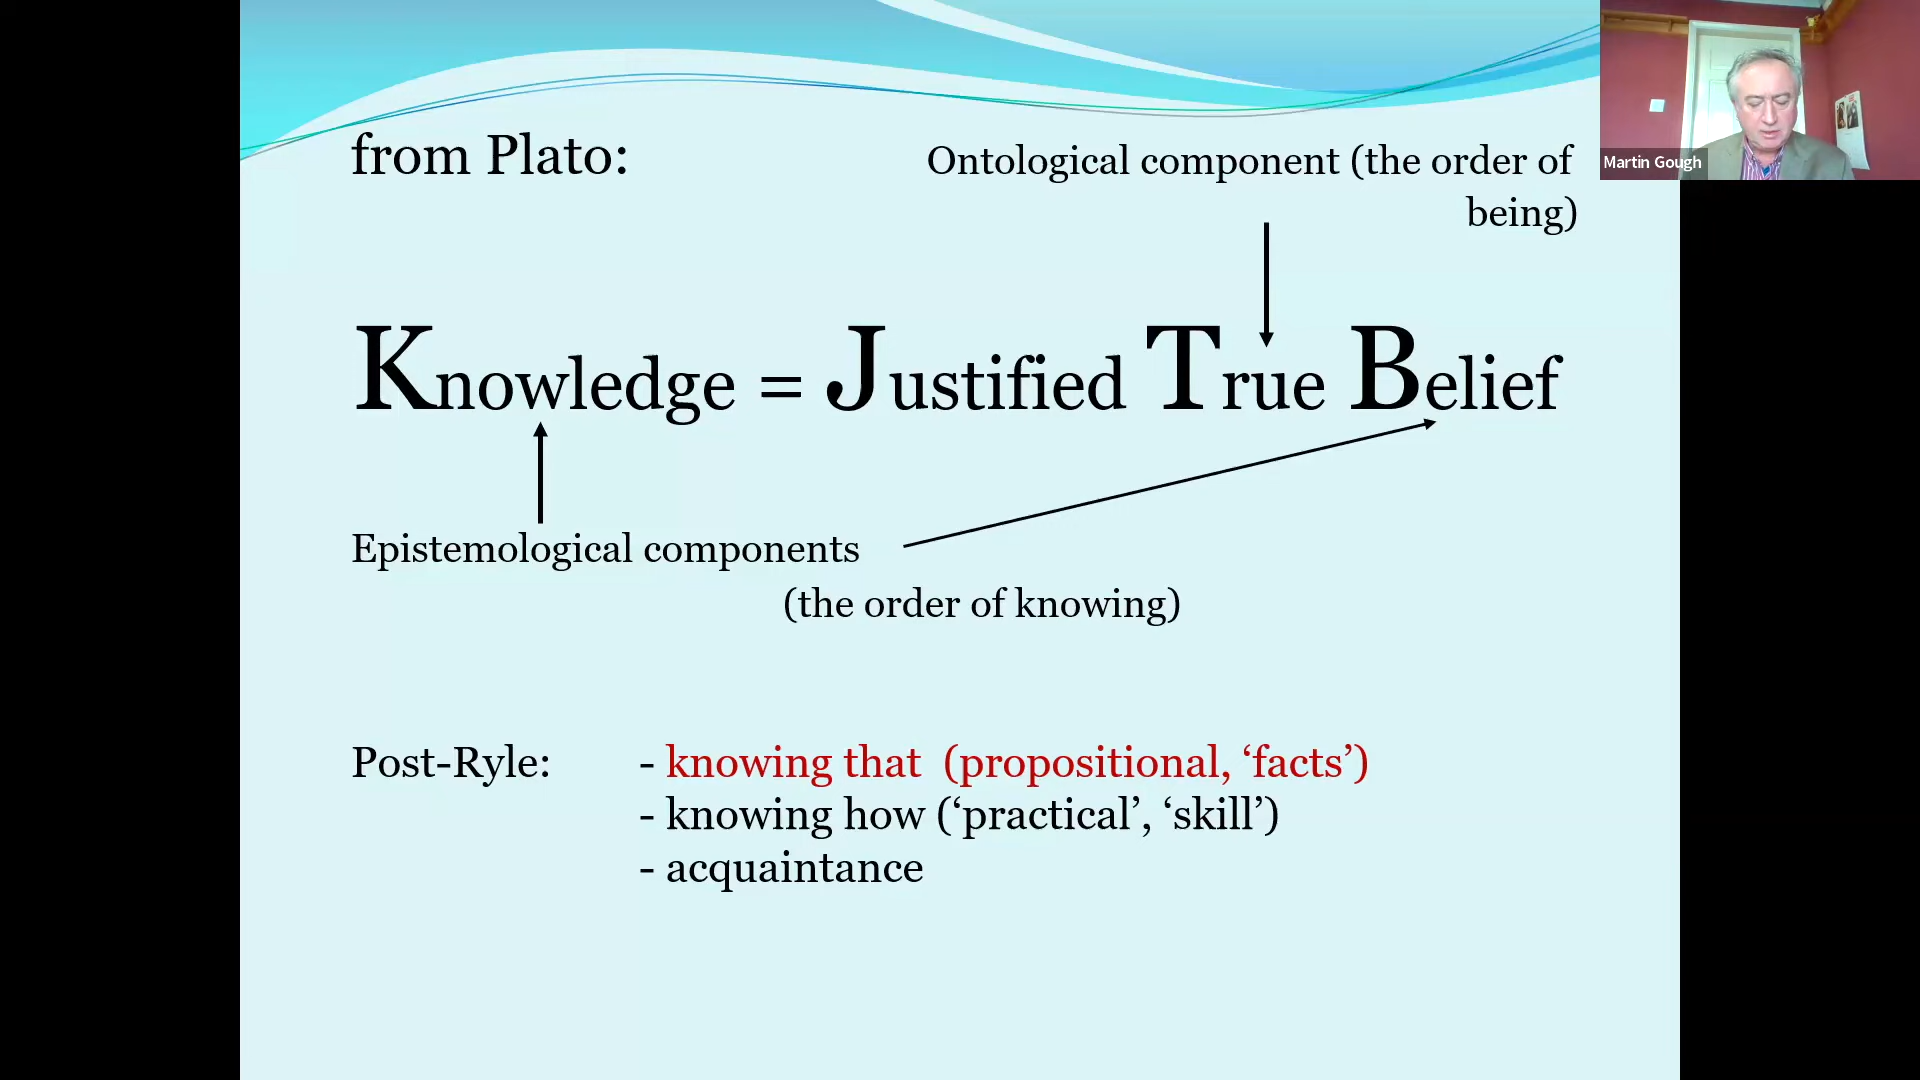 from Plato:
Ontological component (the order of
being)
Martin Gough
Knowledge = Justified True Belief
Epistemological components
(the order of knowing)
Post-Ryle: - knowing that (propositional, ‘facts’)
- knowing how (‘practical’, ‘skill’)
- acquaintance